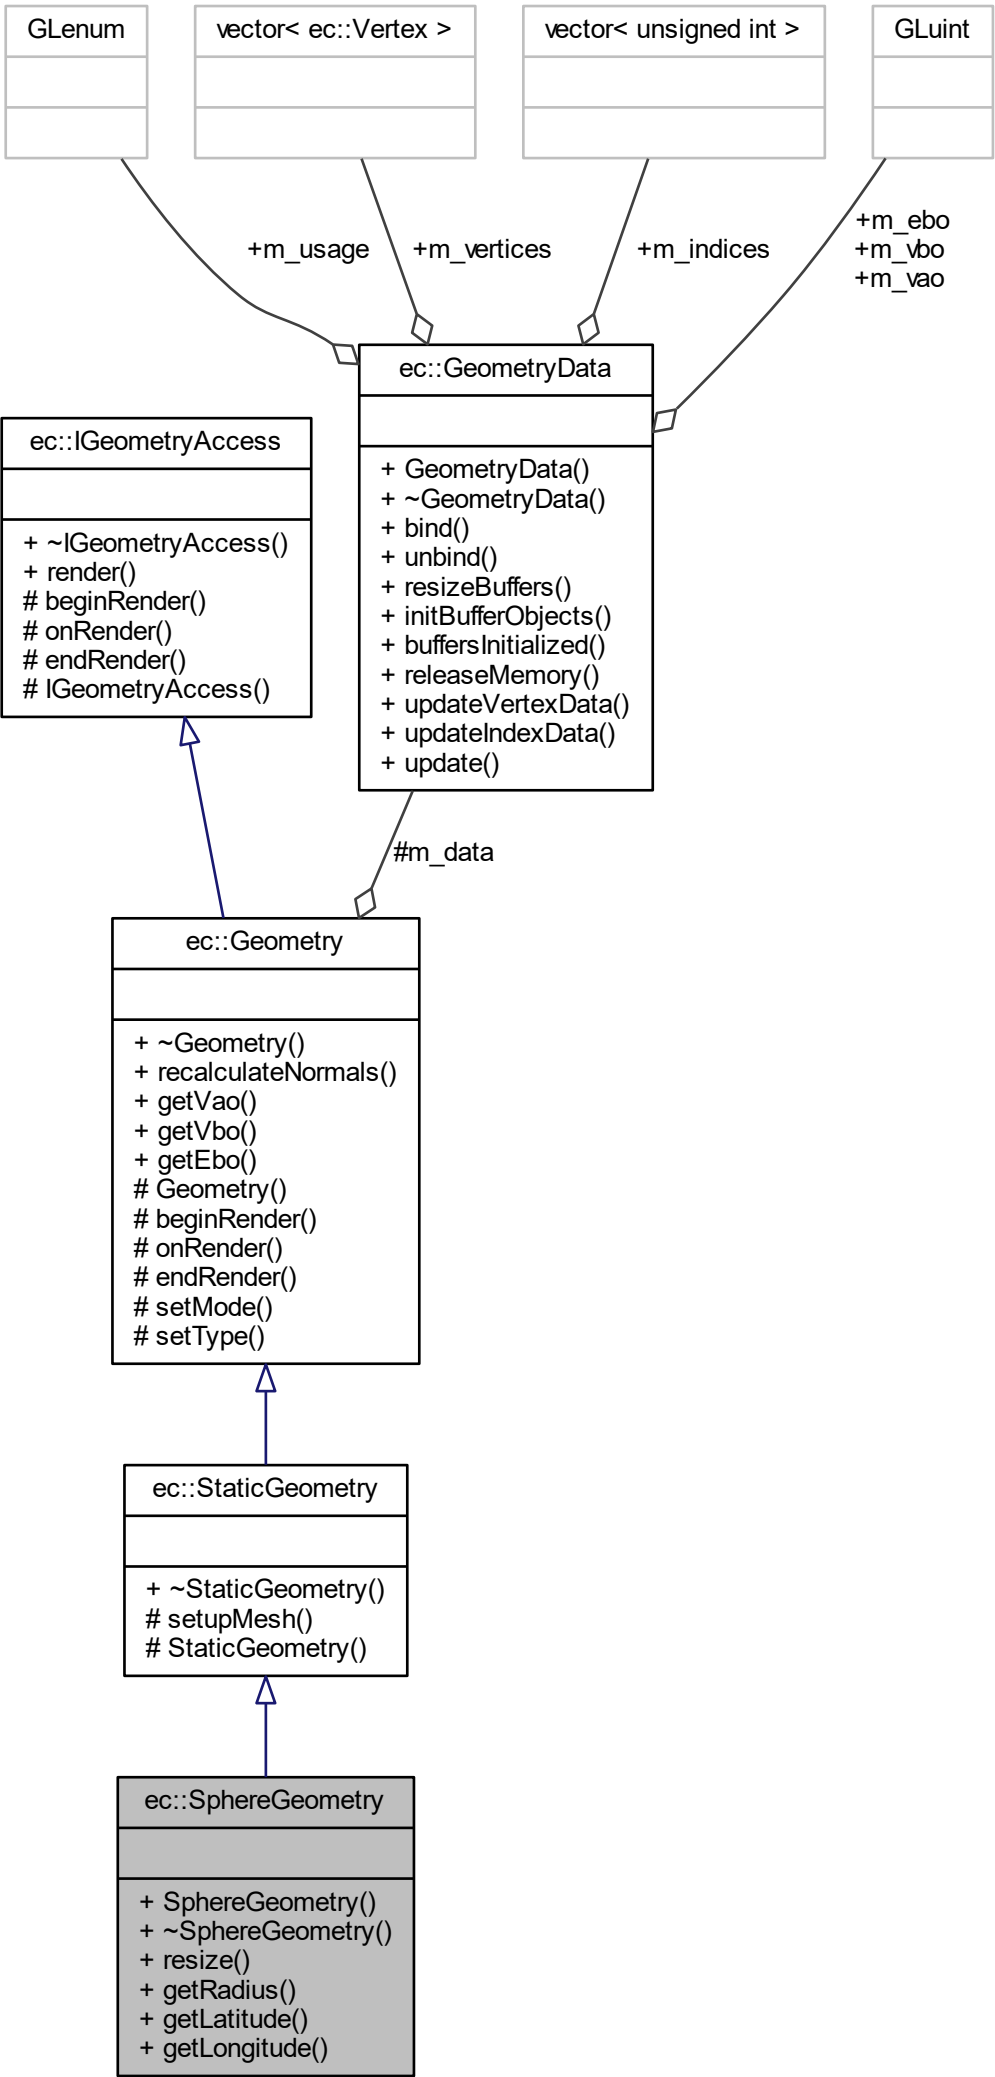 GLenum
vector< ec::Vertex >
vector< unsigned int >
GLuint
+m_usage
+m_vertices
+m_indices
+m_ebo
+m_vbo
+m_vao
ec::GeometryData
+ GeometryData()
+ ~GeometryData()
+ bind()
+ unbind()
+ resizeBuffers()
+ initBufferObjects()
+ buffersInitialized()
+ releaseMemory()
+ updateVertexData()
+ updateIndexData()
+ update()
ec::IGeometryAccess
+ ~IGeometryAccess()
+ render()
# beginRender()
# onRender()
# endRender()
# IGeometryAccess()
#m_data
ec::Geometry
+ ~Geometry()
+ recalculateNormals()
+ getVao()
+ getVbo()
+ getEbo()
# Geometry()
# beginRender()
# onRender()
# endRender()
# setMode()
# setType()
ec::StaticGeometry
+ ~StaticGeometry()
# setupMesh()
# StaticGeometry()
ec::SphereGeometry
+ SphereGeometry()
+ ~SphereGeometry()
+ resize()
+ getRadius()
+ getLatitude()
+ getLongitude()